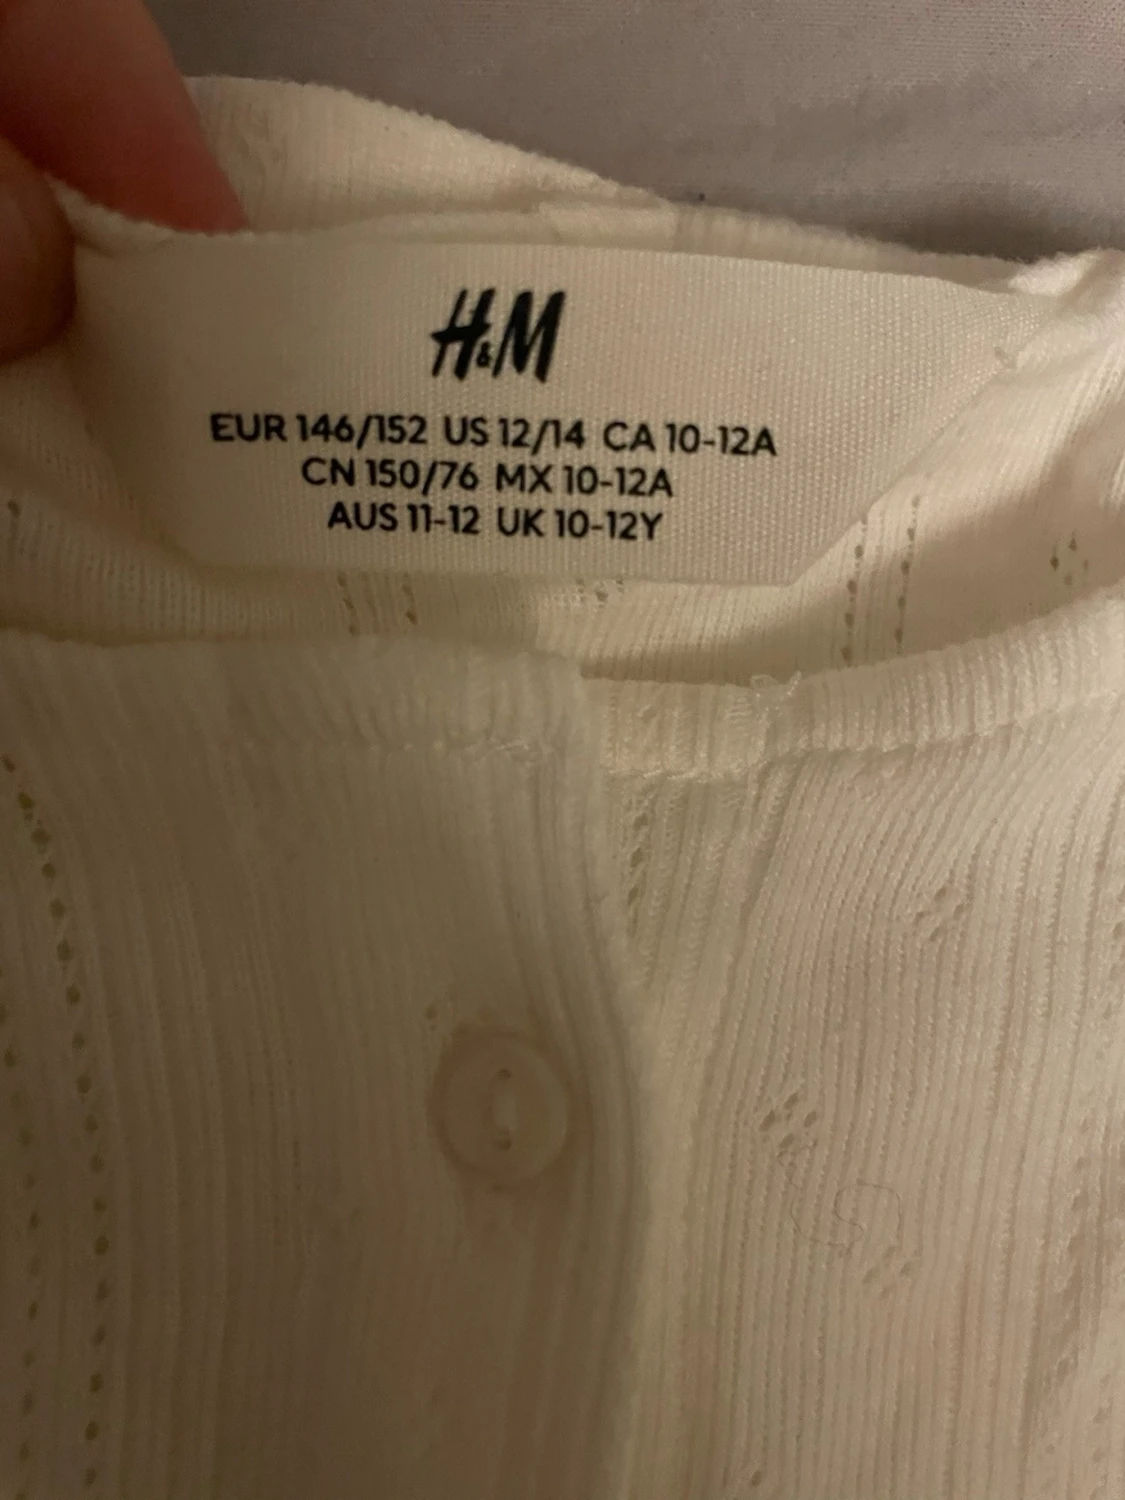 H&M
EUR 146/152 US 12/14 CA 10-12A
CN 150/76 MX 10-12A
AUS 11-12 UK 10-12Y